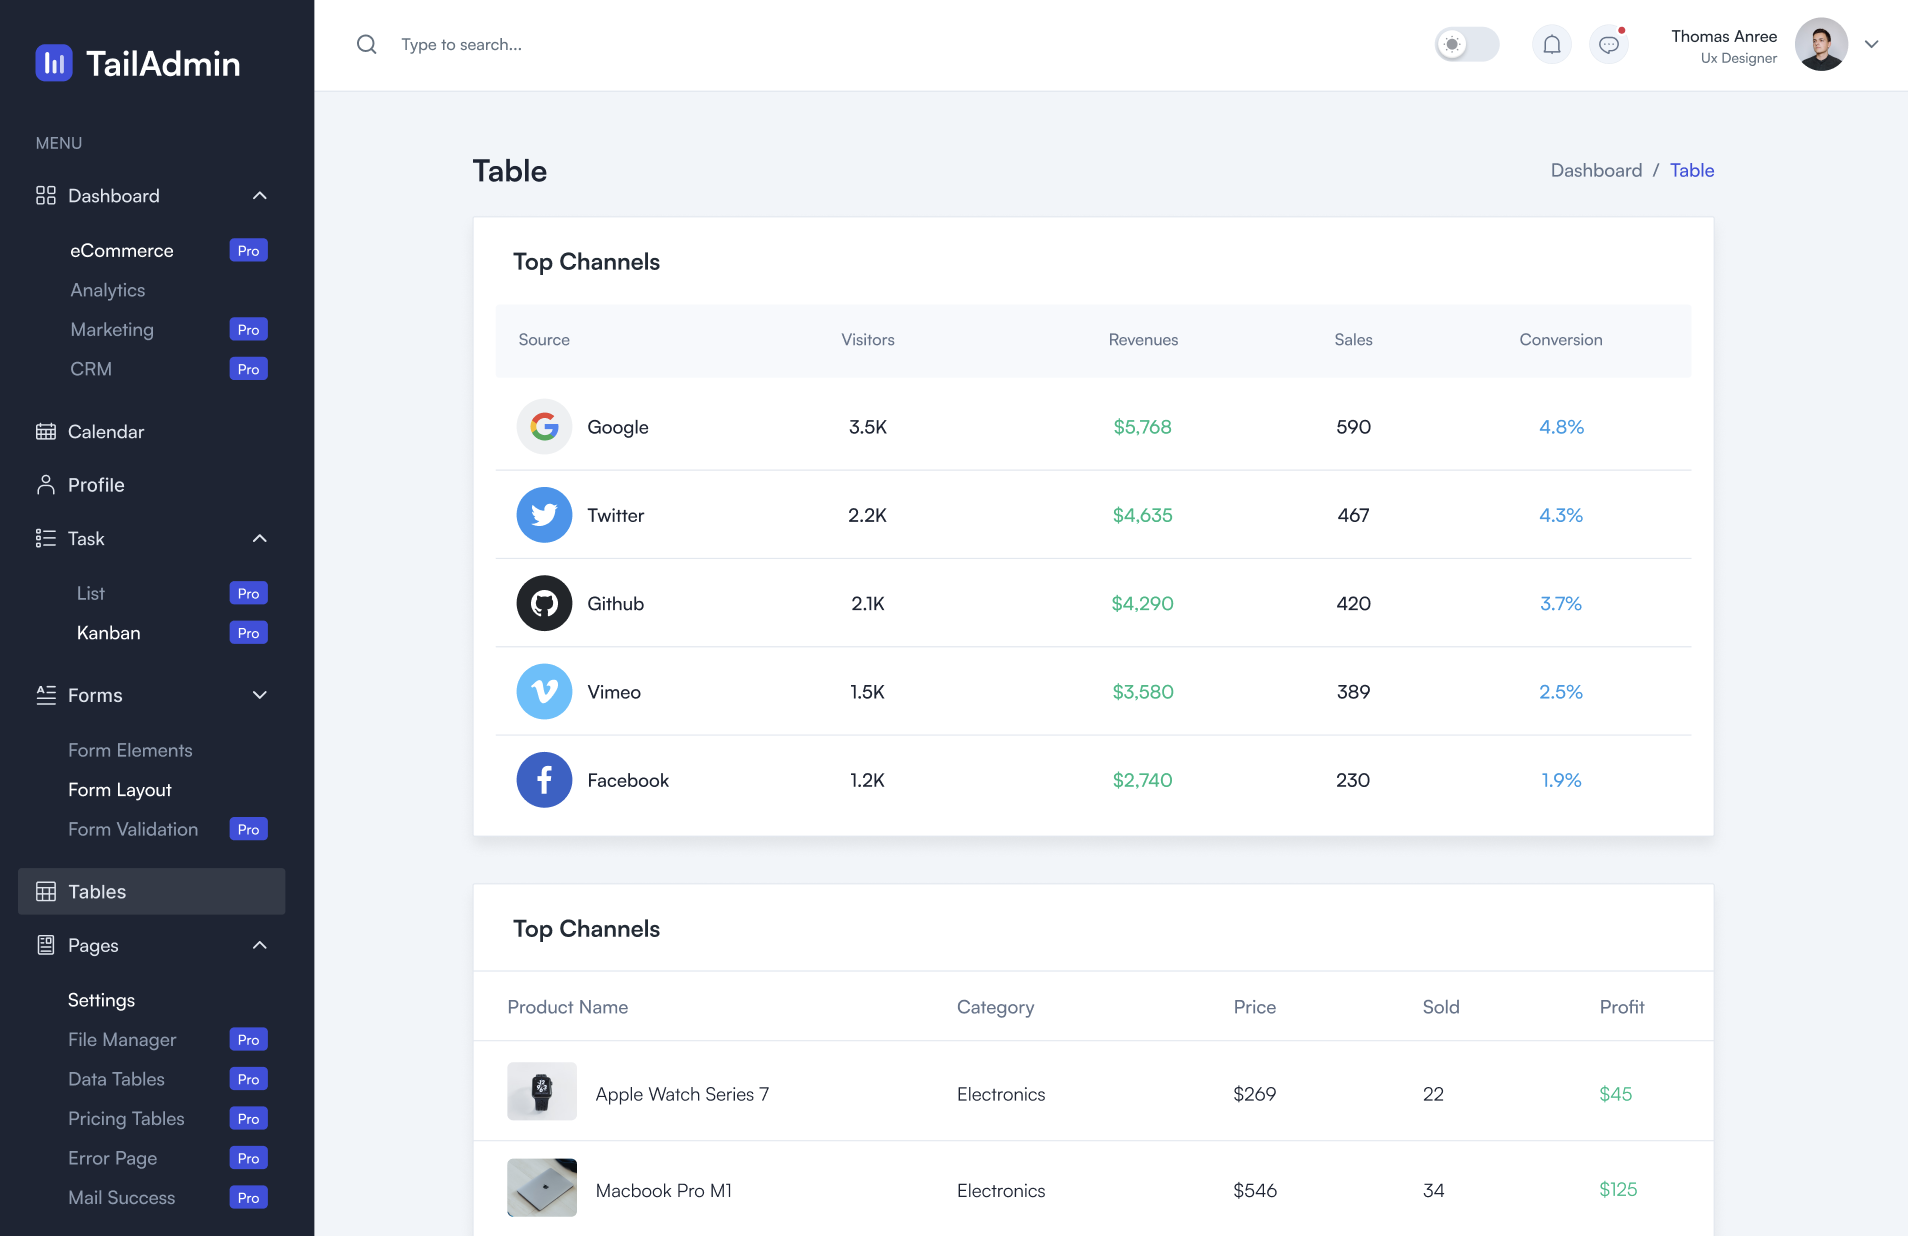 TailAdmin
MENU
Dashboard
eCommerce Pro
Analytics
Marketing Pro
CRM Pro
Calendar
Profile
Task
List Pro
Kanban Pro
Forms
Form Elements
Form Layout
Form Validation Pro
Tables
Pages
Settings
File Manager Pro
Data Tables Pro
Pricing Tables Pro
Error Page Pro
Mail Success Pro
Type to search...
Thomas Anree
Ux Designer
Table
Dashboard / Table
Top Channels
Source Visitors Revenues Sales Conversion
Google 3.5K $5,768 590 4.8%
Twitter 2.2K $4,635 467 4.3%
Github 2.1K $4,290 420 3.7%
Vimeo 1.5K $3,580 389 2.5%
Facebook 1.2K $2,740 230 1.9%
Top Channels
Product Name Category Price Sold Profit
Apple Watch Series 7 Electronics $269 22 $45
Macbook Pro M1 Electronics $546 34 $125